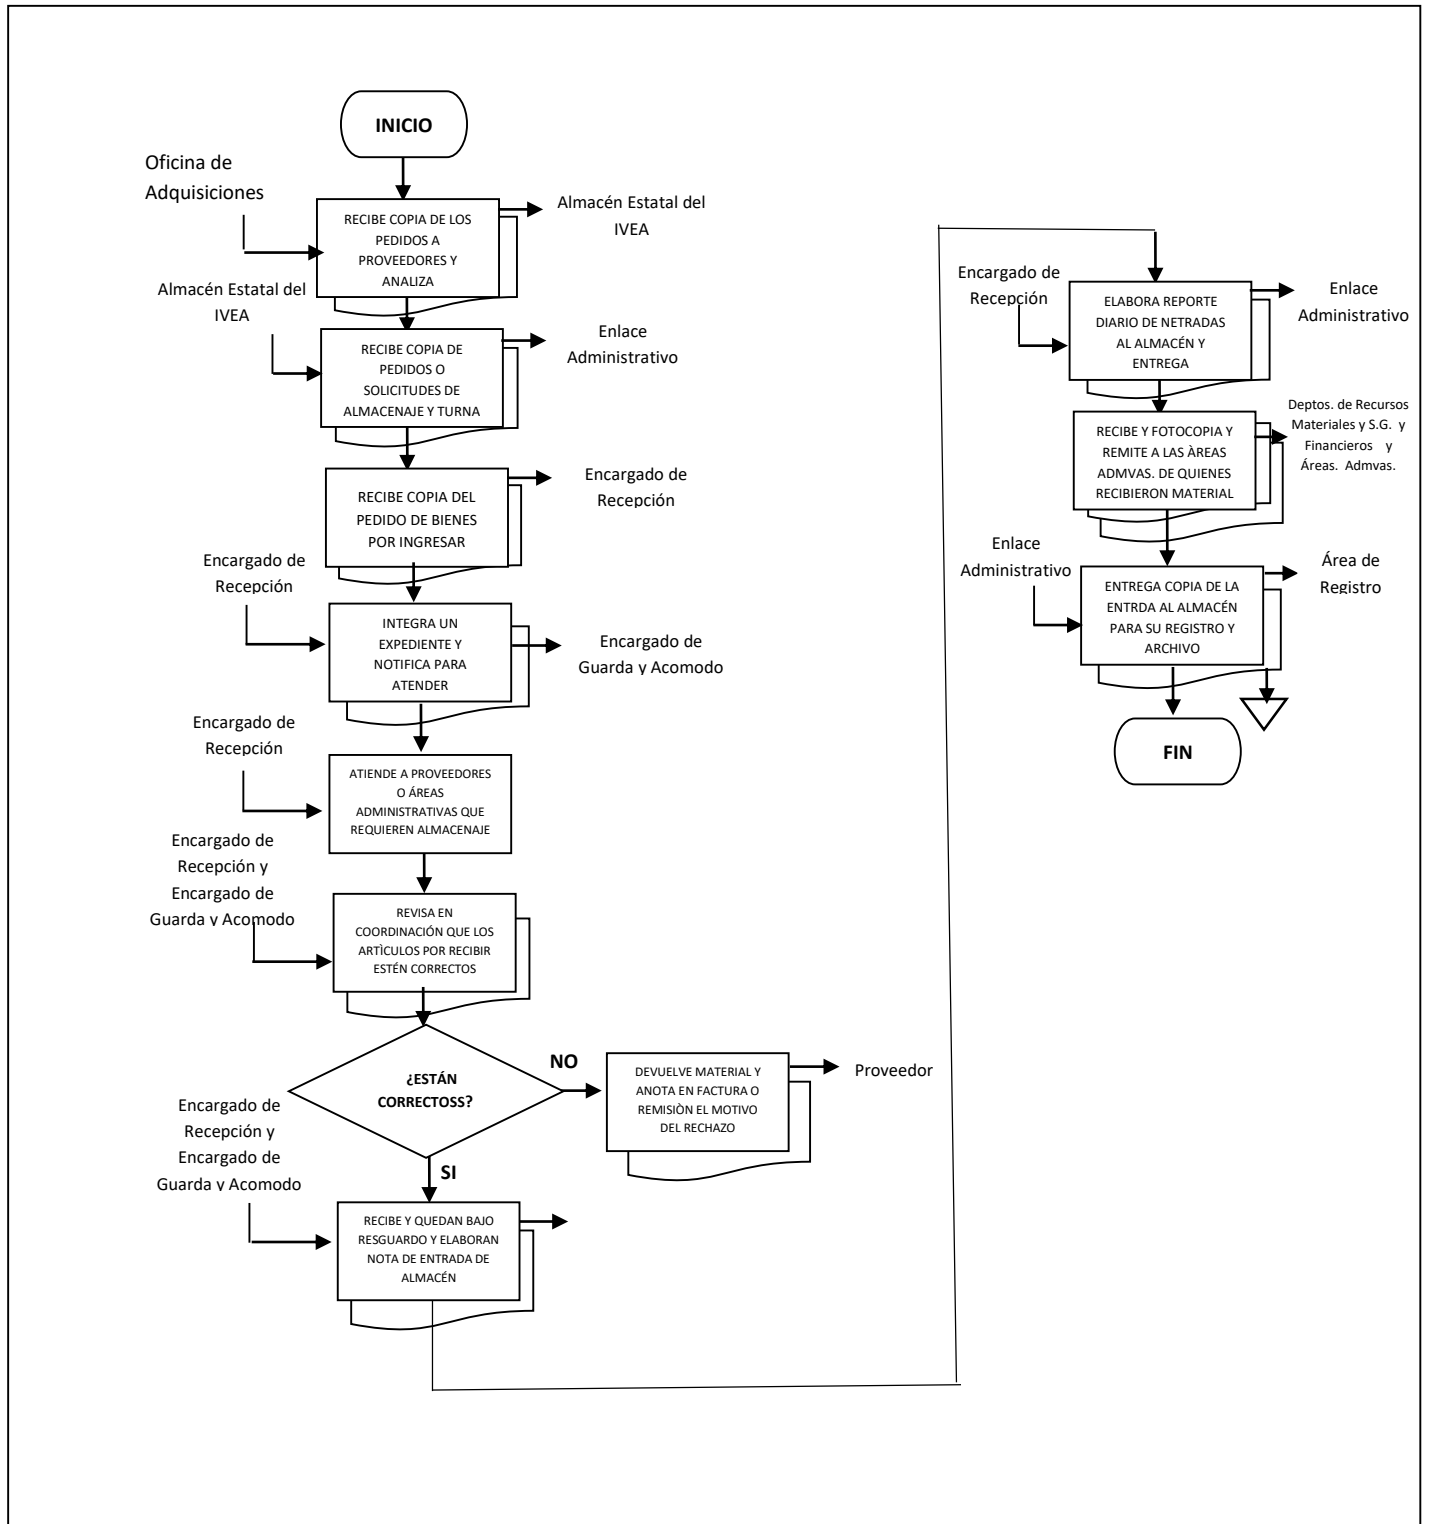 INICIO
Oficina de
Adquisiciones
RECIBE COPIA DE LOS
PEDIDOS A
PROVEEDORES Y
ANALIZA
Almacén Estatal del
IVEA
Almacén Estatal del
IVEA
RECIBE COPIA DE
PEDIDOS O
SOLICITUDES DE
ALMACENAJE Y TURNA
Enlace
Administrativo
RECIBE COPIA DEL
PEDIDO DE BIENES
POR INGRESAR
Encargado de
Recepción
Encargado de
Recepción
INTEGRA UN
EXPEDIENTE Y
NOTIFICA PARA
ATENDER
Encargado de
Guarda y Acomodo
Encargado de
Recepción
ATIENDE A PROVEEDORES
O ÁREAS
ADMINISTRATIVAS QUE
REQUIEREN ALMACENAJE
Encargado de
Recepción y
Encargado de
Guarda y Acomodo
REVISA EN
COORDINACIÓN QUE LOS
ARTÌCULOS POR RECIBIR
ESTÉN CORRECTOS
¿ESTÁN
CORRECTOSS?
NO
DEVUELVE MATERIAL Y
ANOTA EN FACTURA O
REMISIÒN EL MOTIVO
DEL RECHAZO
Proveedor
SI
Encargado de
Recepción y
Encargado de
Guarda y Acomodo
RECIBE Y QUEDAN BAJO
RESGUARDO Y ELABORAN
NOTA DE ENTRADA DE
ALMACÉN
Encargado de
Recepción
ELABORA REPORTE
DIARIO DE NETRADAS
AL ALMACÉN Y
ENTREGA
Enlace
Administrativo
RECIBE Y FOTOCOPIA Y
REMITE A LAS ÀREAS
ADMVAS. DE QUIENES
RECIBIERON MATERIAL
Deptos. de Recursos
Materiales y S.G. y
Financieros y
Áreas. Admvas.
Enlace
Administrativo
ENTREGA COPIA DE LA
ENTRDA AL ALMACÉN
PARA SU REGISTRO Y
ARCHIVO
Área de
Registro
FIN